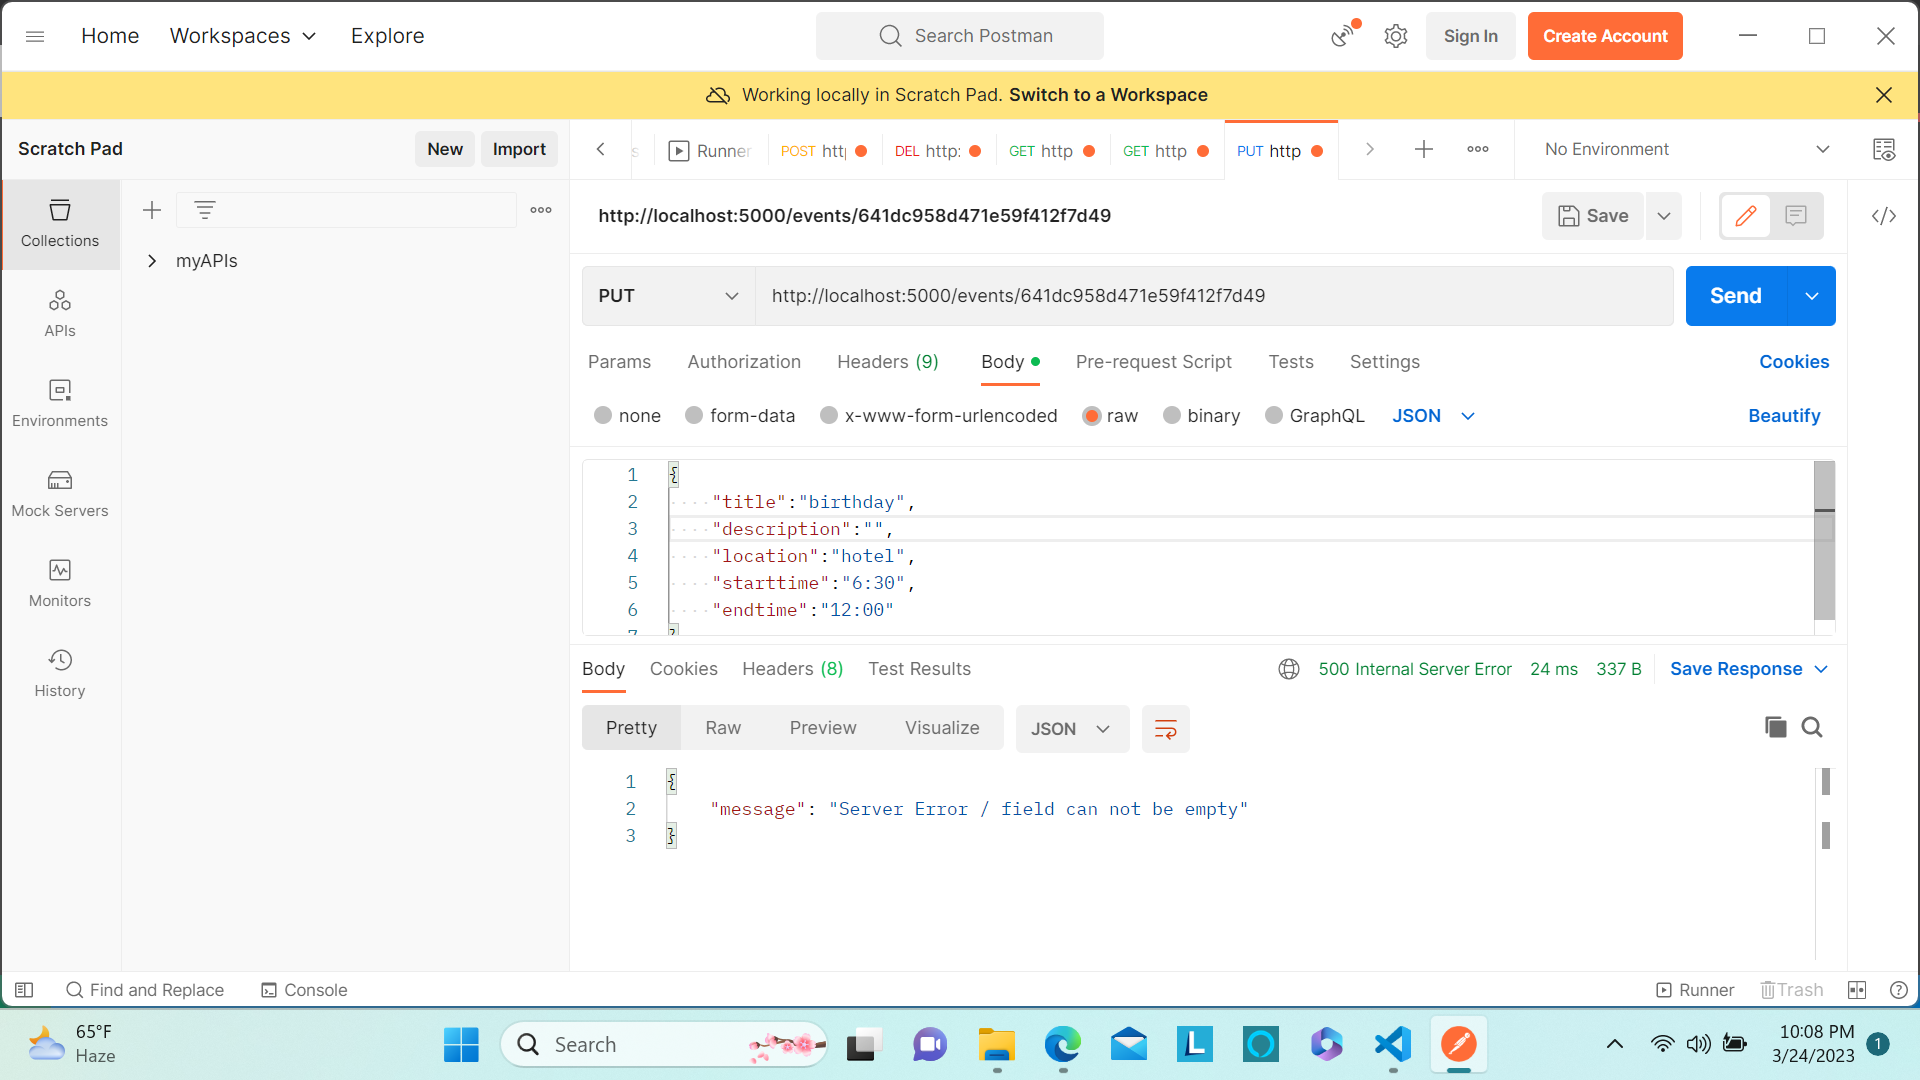 Home
Workspaces
Explore
Search Postman
Sign In
Create Account
Working locally in Scratch Pad. Switch to a Workspace
Scratch Pad
New
Import
s
Runner
POST http
DEL http:
GET http
GET http
PUT http
No Environment
Collections
myAPIs
APIs
Environments
Mock Servers
Monitors
History
http://localhost:5000/events/641dc958d471e59f412f7d49
Save
PUT
http://localhost:5000/events/641dc958d471e59f412f7d49
Send
Params
Authorization
Headers (9)
Body
Pre-request Script
Tests
Settings
Cookies
none
form-data
x-www-form-urlencoded
raw
binary
GraphQL
JSON
Beautify
1 {
2 "title":"birthday",
3 "description":"",
4 "location":"hotel",
5 "starttime":"6:30",
6 "endtime":"12:00"
7 }
Body
Cookies
Headers (8)
Test Results
500 Internal Server Error
24 ms
337 B
Save Response
Pretty
Raw
Preview
Visualize
JSON
1 {
2 "message": "Server Error / field can not be empty"
3 }
Find and Replace
Console
Runner
Trash
65°F
Haze
Search
L
10:08 PM
3/24/2023
1